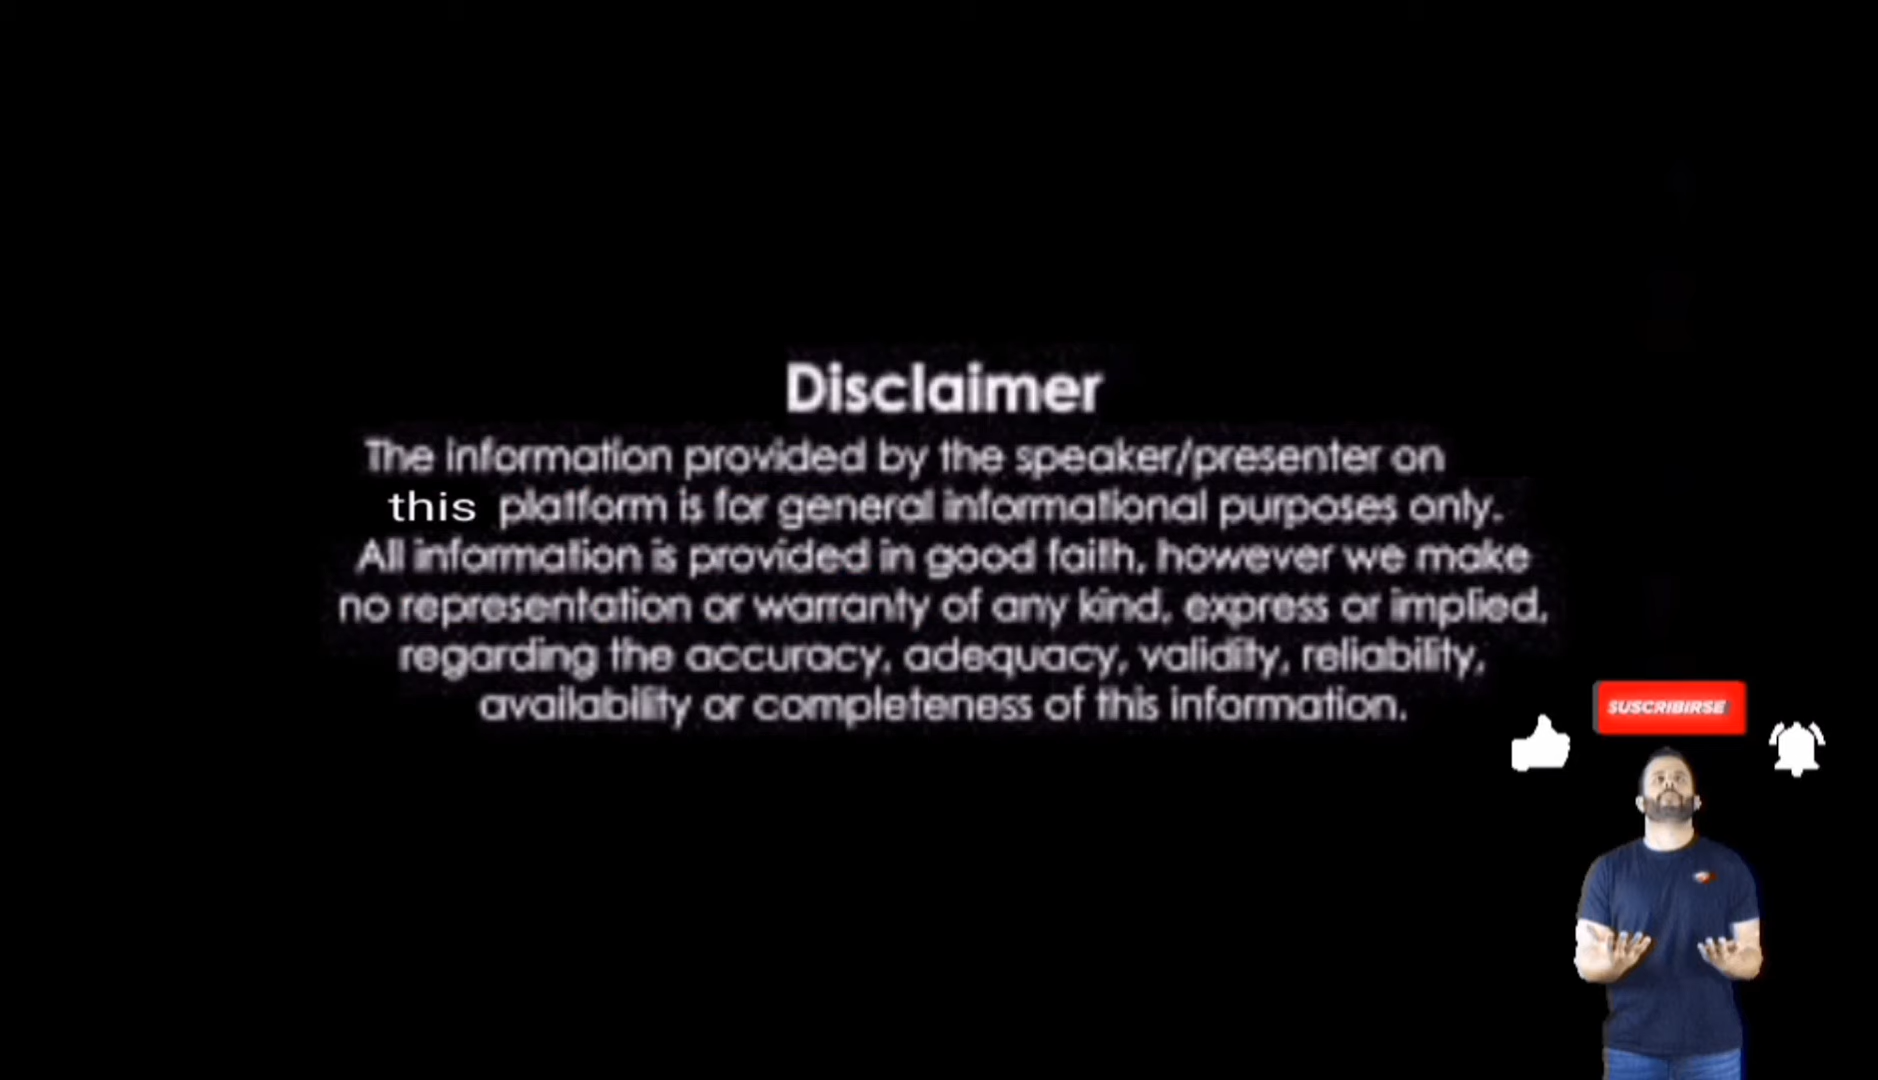 Disclaimer
The information provided by the speaker/presenter on
this platform is for general informational purposes only.
All information is provided in good faith, however we make
no representation or warranty of any kind, express or implied,
regarding the accuracy, adequacy, validity, reliability,
availability or completeness of this information.
SUSCRIBIRSE